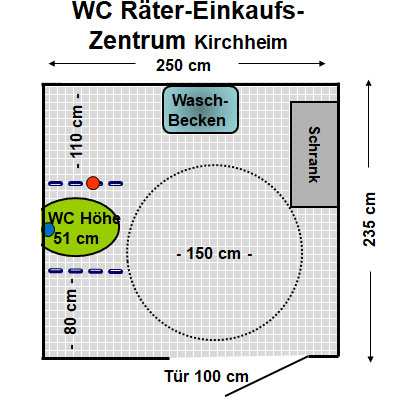 WC Räter-Einkaufs-
Zentrum Kirchheim
250 cm
Wasch-
Becken
- 110 cm -
Schrank
WC Höhe
51 cm
- 150 cm -
235 cm
- 80 cm -
Tür 100 cm